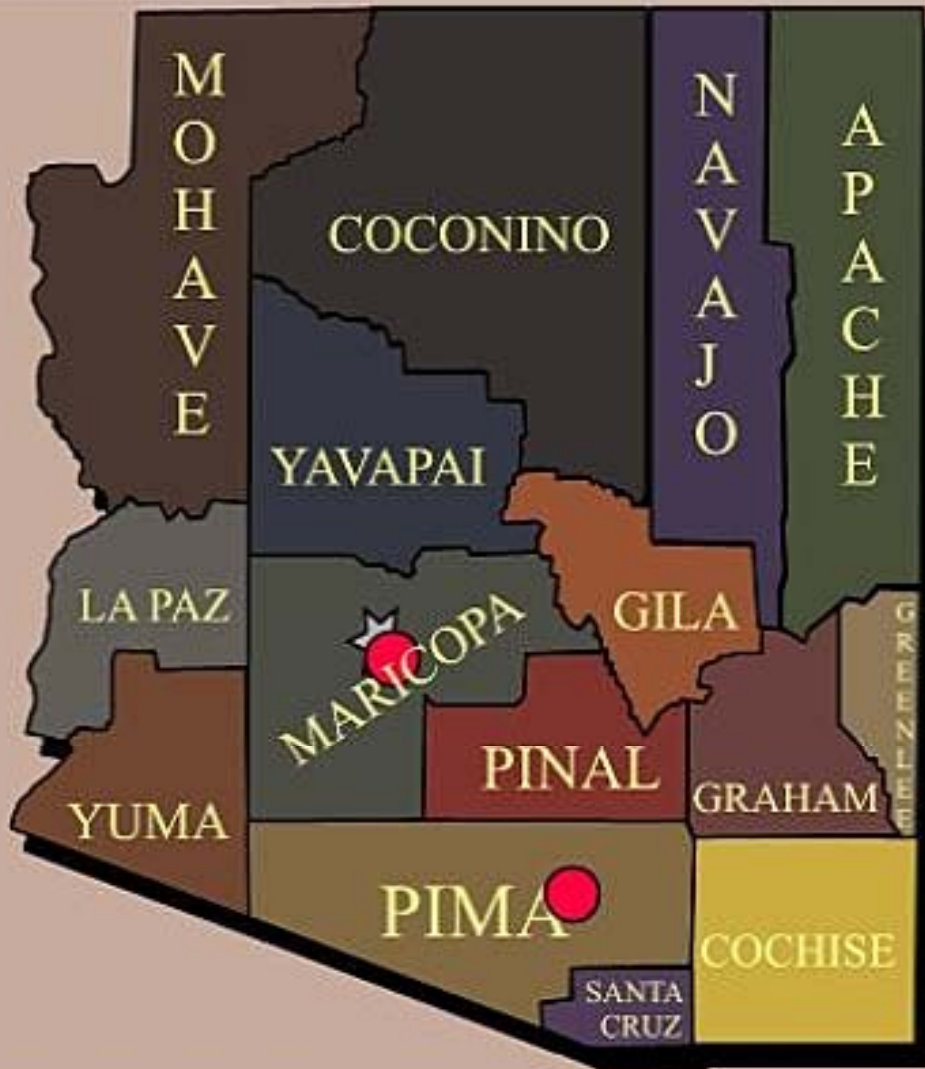 MOHAVE
COCONINO
NAVAJO
APACHE
YAVAPAI
LA PAZ
MARICOPA
GILA
GREENLEE
YUMA
PINAL
GRAHAM
PIMA
COCHISE
SANTA
CRUZ